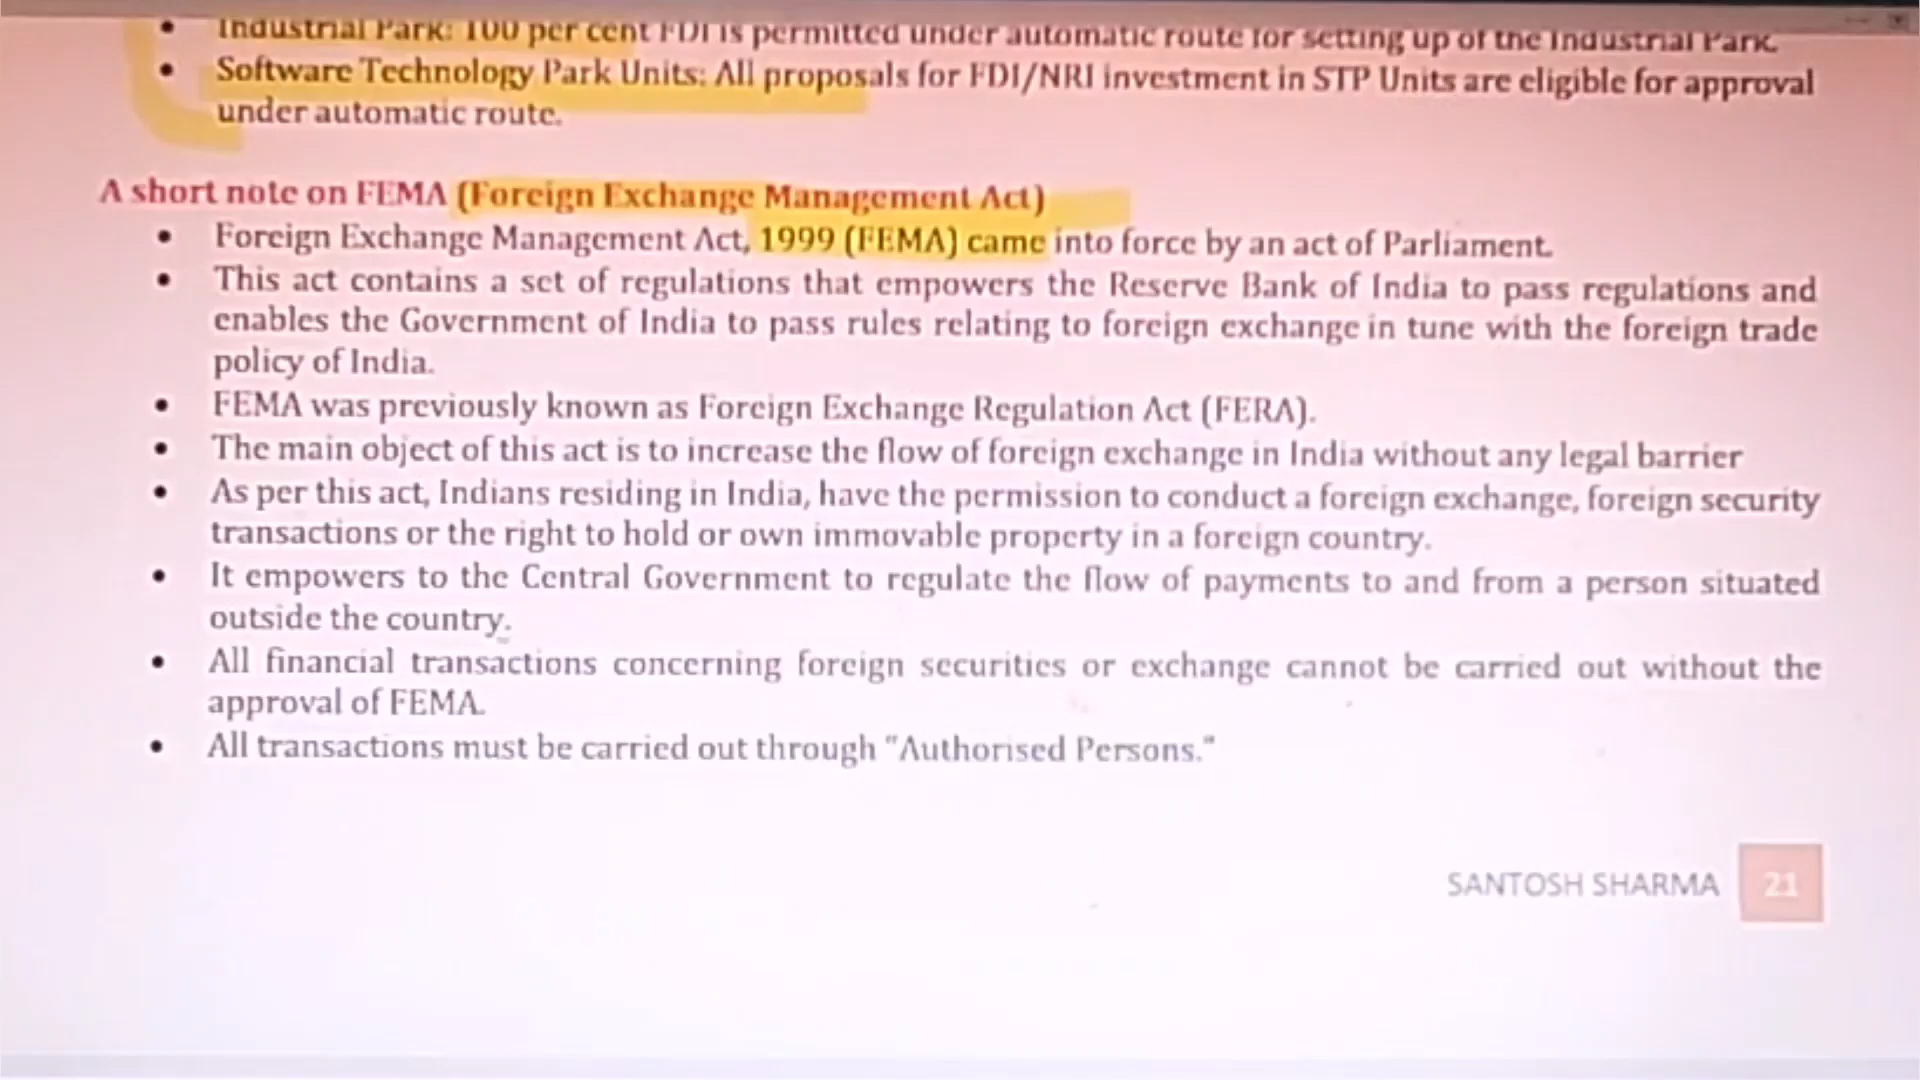 Industrial Park: 100 per cent FDI is permitted under automatic route for setting up of the Industrial Park.
Software Technology Park Units: All proposals for FDI/NRI investment in STP Units are eligible for approval
under automatic route.
A short note on FEMA (Foreign Exchange Management Act)
Foreign Exchange Management Act, 1999 (FEMA) came into force by an act of Parliament.
This act contains a set of regulations that empowers the Reserve Bank of India to pass regulations and
enables the Government of India to pass rules relating to foreign exchange in tune with the foreign trade
policy of India.
FEMA was previously known as Foreign Exchange Regulation Act (FERA).
The main object of this act is to increase the flow of foreign exchange in India without any legal barrier
As per this act, Indians residing in India, have the permission to conduct a foreign exchange, foreign security
transactions or the right to hold or own immovable property in a foreign country.
It empowers to the Central Government to regulate the flow of payments to and from a person situated
outside the country.
All financial transactions concerning foreign securities or exchange cannot be carried out without the
approval of FEMA.
All transactions must be carried out through "Authorised Persons."
SANTOSH SHARMA 21